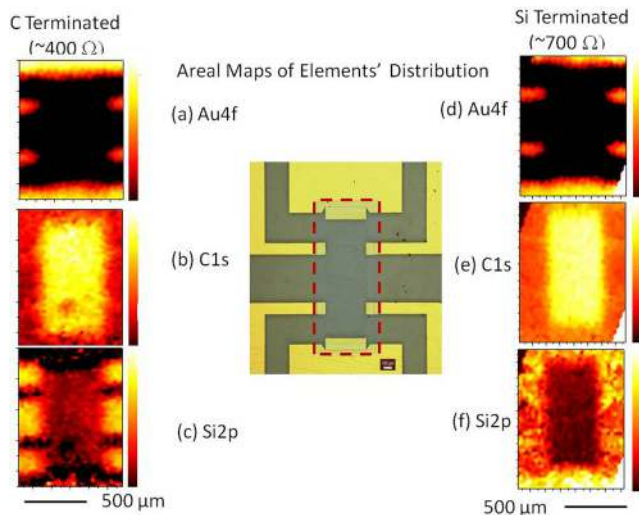 C Terminated
(~400 Ω)
Si Terminated
(~700 Ω)
Areal Maps of Elements' Distribution
(a) Au4f
(d) Au4f
(b) C1s
(e) C1s
(c) Si2p
(f) Si2p
500 μm
500 μm